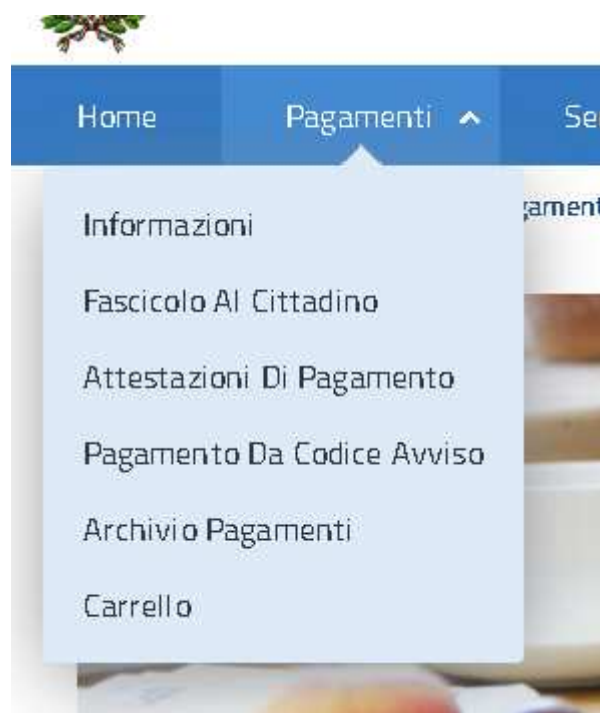 Home
Pagamenti
Informazioni
Fascicolo Al Cittadino
Attestazioni Di Pagamento
Pagamento Da Codice Avviso
Archivio Pagamenti
Carrello